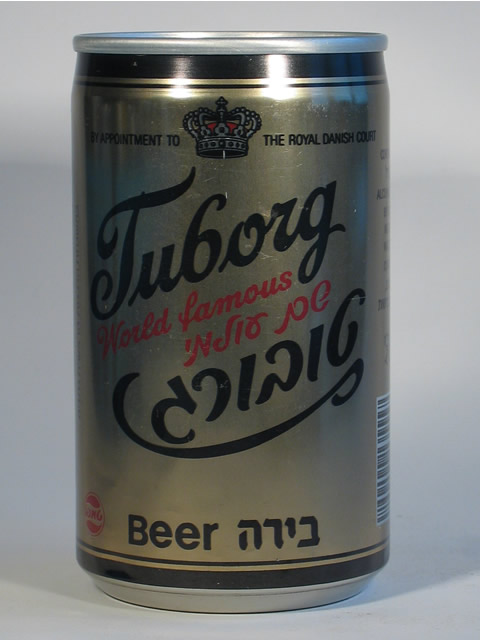 BY APPOINTMENT TO THE ROYAL DANISH COURT
Tuborg
World famous
שם עולמי
טובורג
Beer בירה